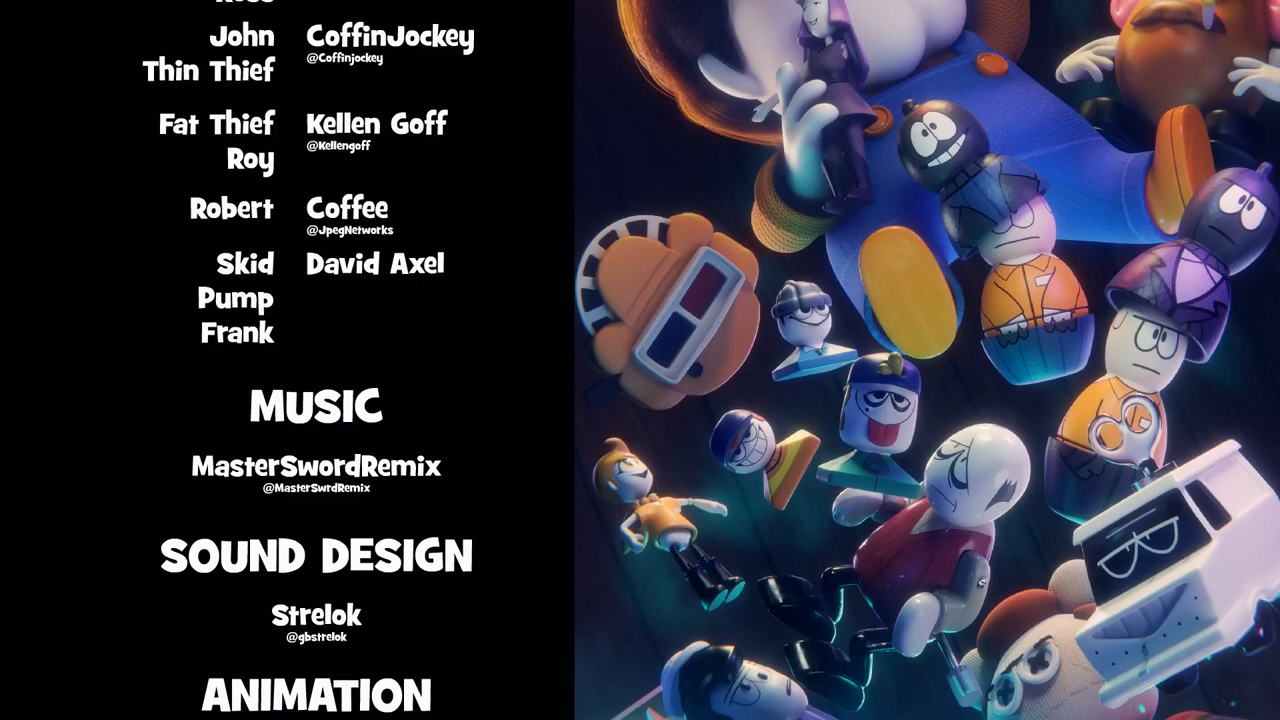 John CoffinJockey
@Coffinjockey
Thin Thief
Fat Thief Kellen Goff
@Kellengoff
Roy
Robert Coffee
@JpegNetworks
Skid David Axel
Pump
Frank
MUSIC
MasterSwordRemix
@MasterSwrdRemix
SOUND DESIGN
Strelok
@gbstrelok
ANIMATION